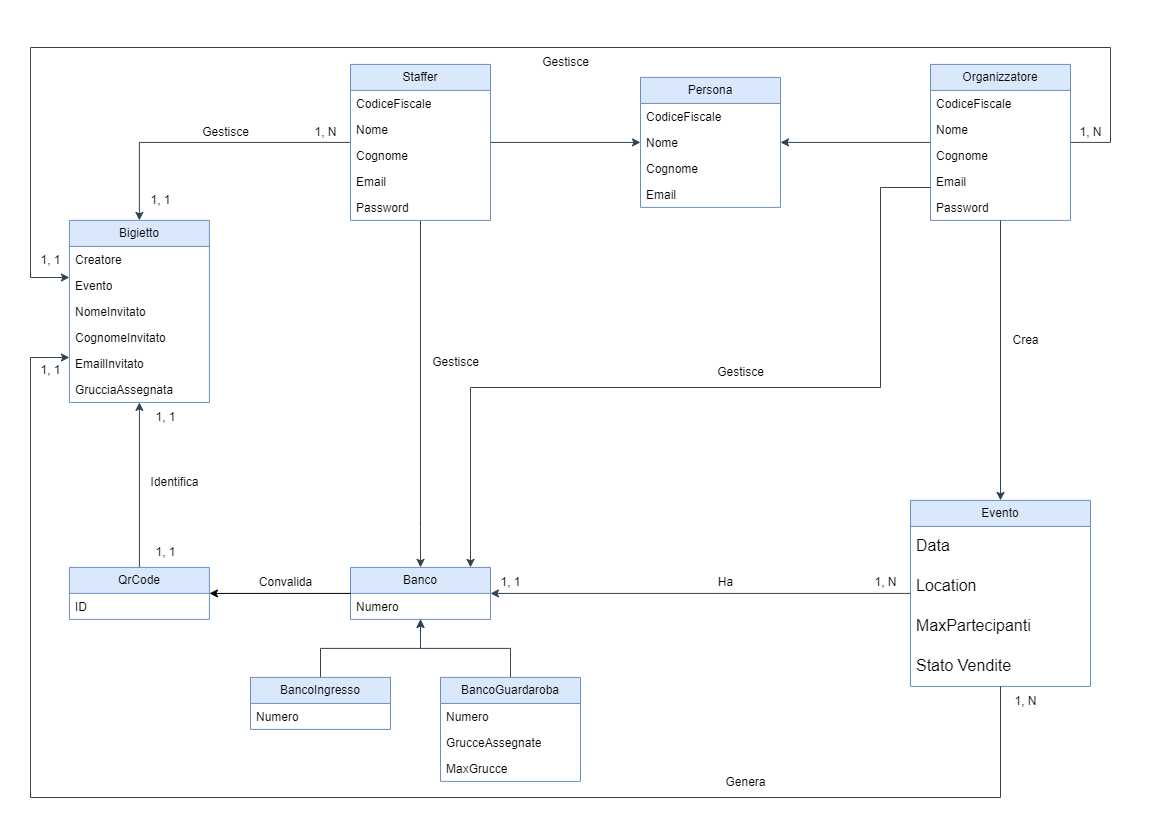 Gestisce
Staffer
CodiceFiscale
Nome
Cognome
Email
Password
Persona
CodiceFiscale
Nome
Cognome
Email
Organizzatore
CodiceFiscale
Nome
Cognome
Email
Password
Gestisce
1, N
1, N
1, 1
Bigietto
Creatore
Evento
NomeInvitato
CognomeInvitato
EmailInvitato
GrucciaAssegnata
1, 1
1, 1
1, 1
Gestisce
Gestisce
Crea
Identifica
1, 1
QrCode
ID
Convalida
Banco
Numero
1, 1
Ha
1, N
Evento
Data
Location
MaxPartecipanti
Stato Vendite
BancoIngresso
Numero
BancoGuardaroba
Numero
GrucceAssegnate
MaxGrucce
1, N
Genera